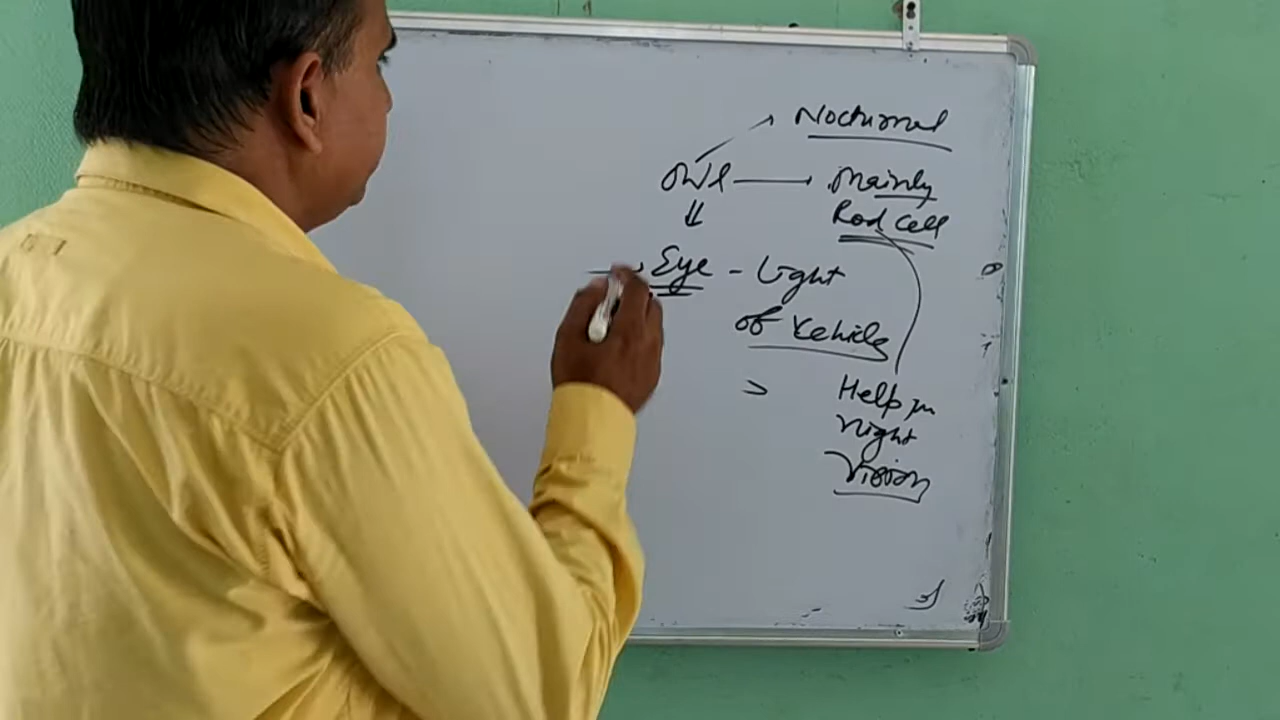 Nocturnal
OWl → Mainly
Rod Cell
⇓
Eye - Light
of Vehicle
Help in
Night
Vision